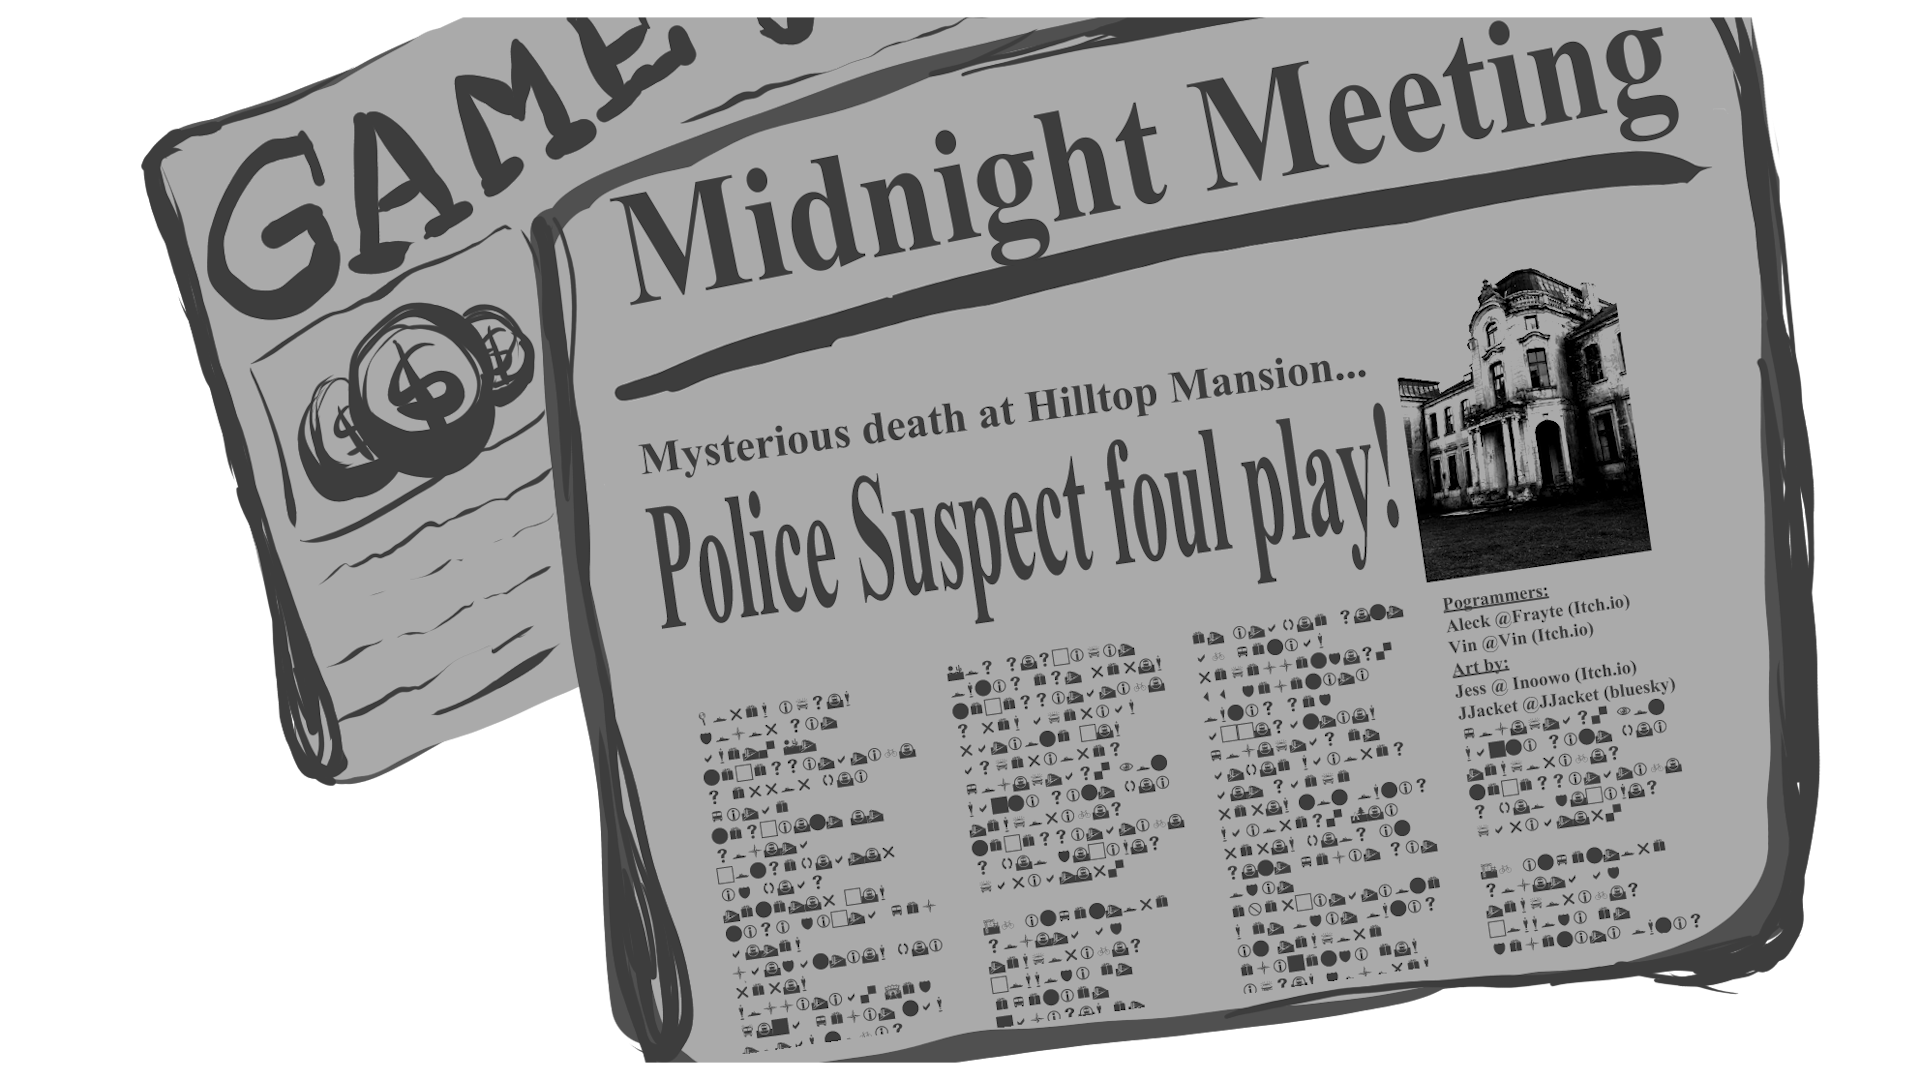 GAME
Midnight Meeting
Mysterious death at Hilltop Mansion...
Police Suspect foul play!
Pogrammers:
Aleck @Frayte (Itch.io)
Vin @Vin (Itch.io)
Art by:
Jess @ Inoowo (Itch.io)
JJacket @JJacket (bluesky)